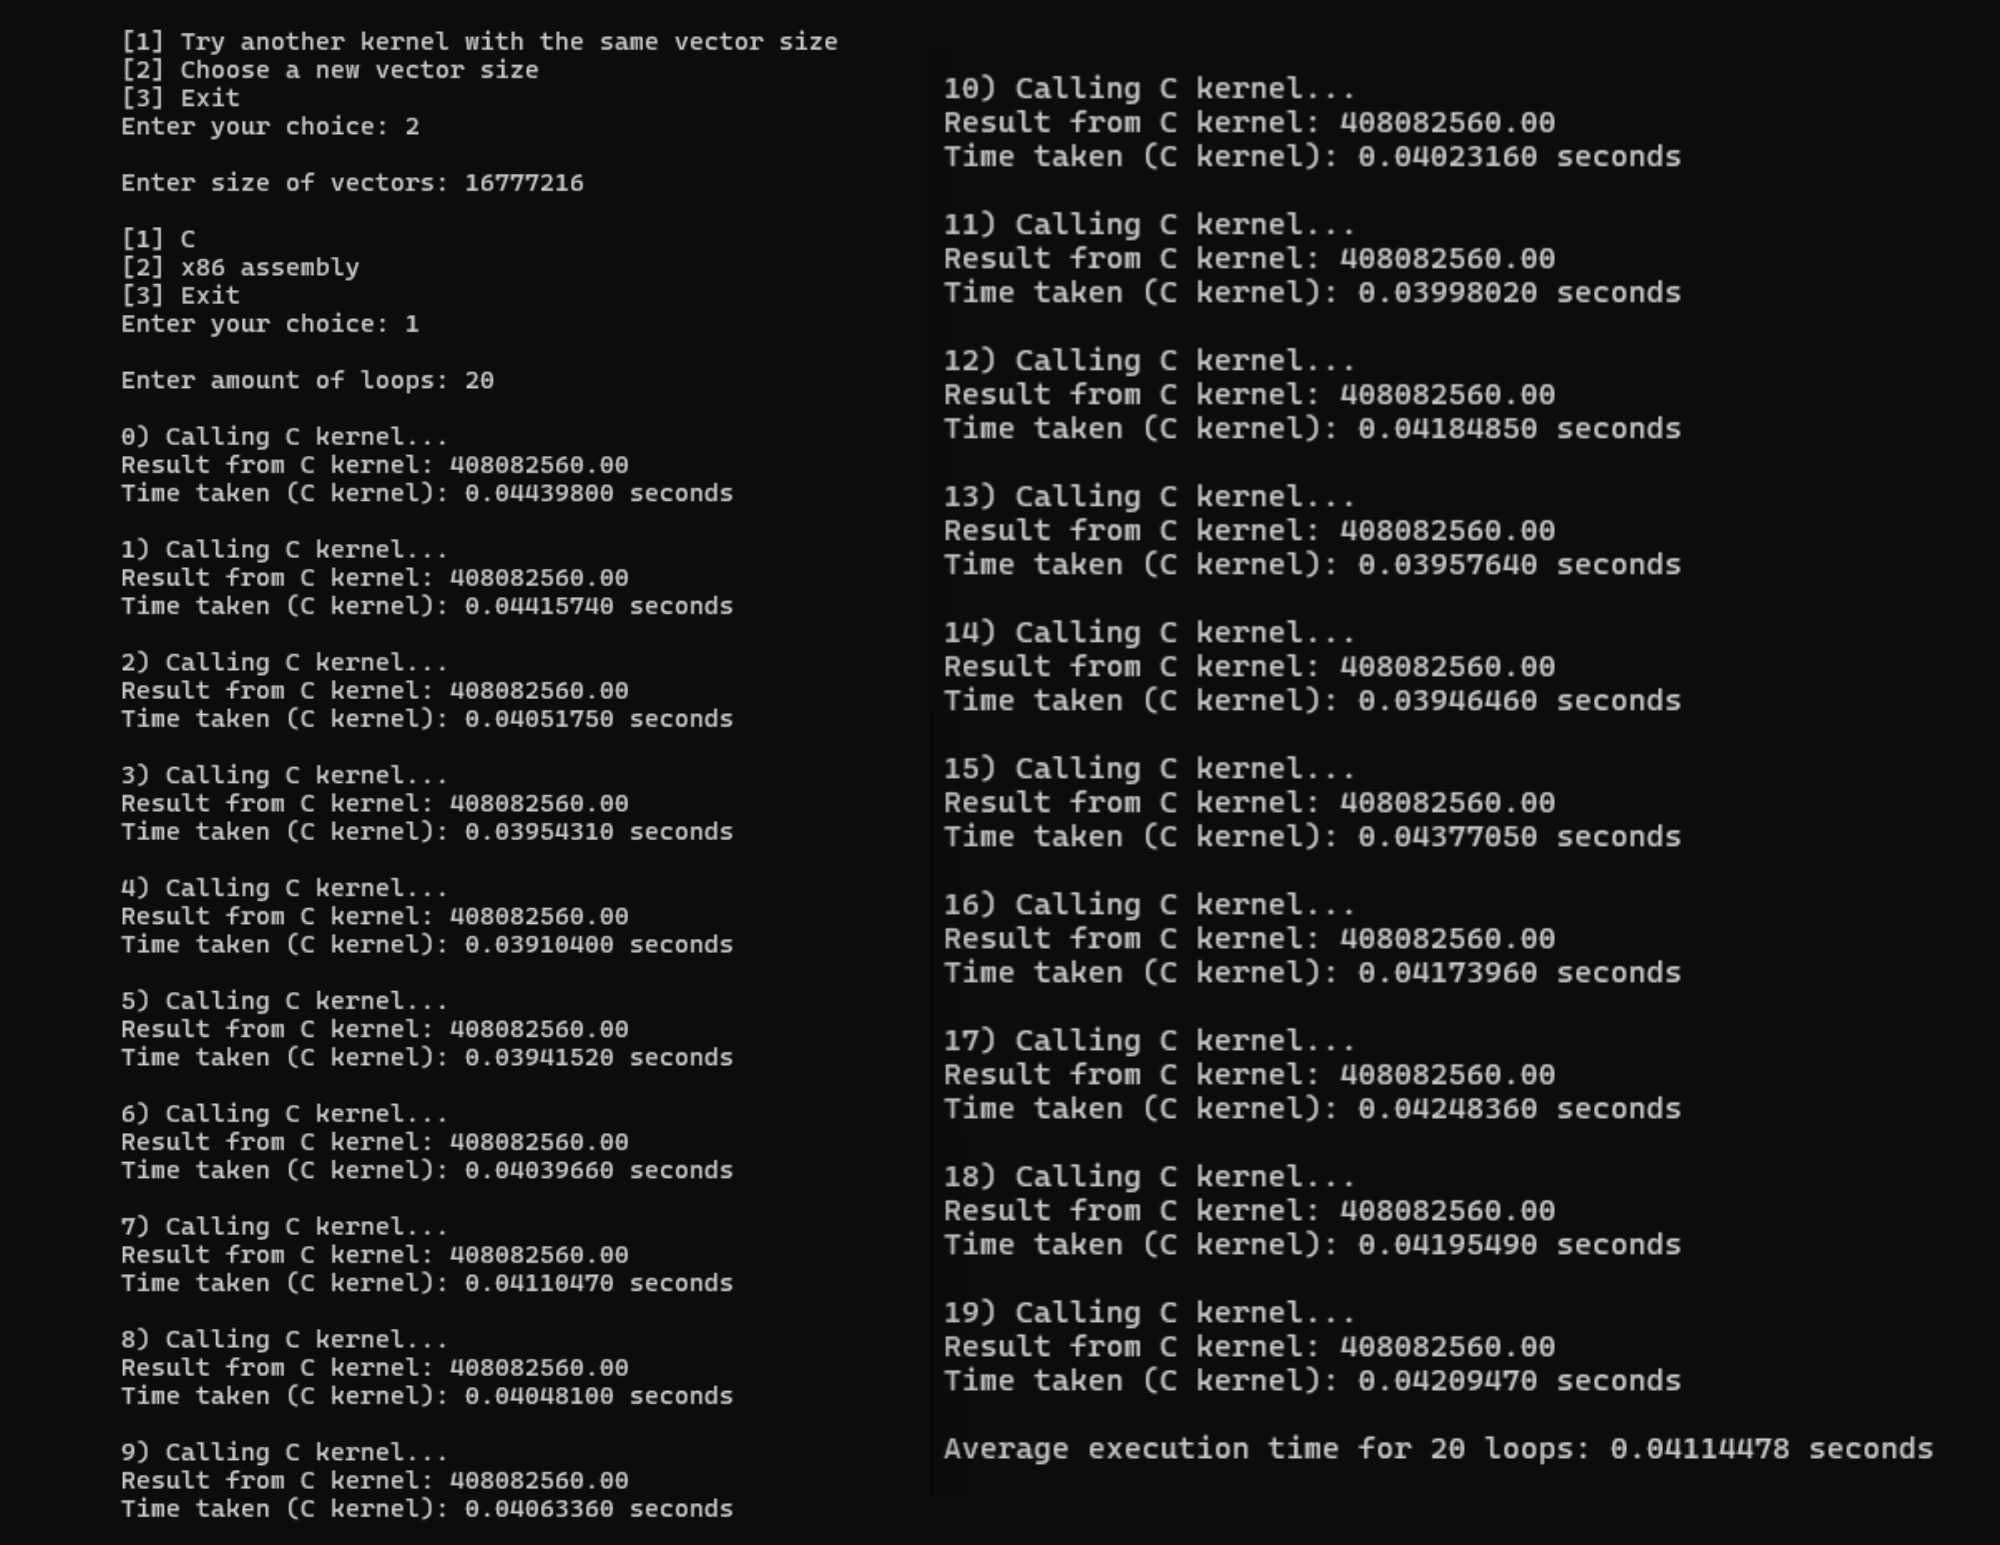 [1] Try another kernel with the same vector size
[2] Choose a new vector size
[3] Exit
Enter your choice: 2
Enter size of vectors: 16777216
[1] C
[2] x86 assembly
[3] Exit
Enter your choice: 1
Enter amount of loops: 20
0) Calling C kernel...
Result from C kernel: 408082560.00
Time taken (C kernel): 0.04439800 seconds
1) Calling C kernel...
Result from C kernel: 408082560.00
Time taken (C kernel): 0.04415740 seconds
2) Calling C kernel...
Result from C kernel: 408082560.00
Time taken (C kernel): 0.04051750 seconds
3) Calling C kernel...
Result from C kernel: 408082560.00
Time taken (C kernel): 0.03954310 seconds
4) Calling C kernel...
Result from C kernel: 408082560.00
Time taken (C kernel): 0.03910400 seconds
5) Calling C kernel...
Result from C kernel: 408082560.00
Time taken (C kernel): 0.03941520 seconds
6) Calling C kernel...
Result from C kernel: 408082560.00
Time taken (C kernel): 0.04039660 seconds
7) Calling C kernel...
Result from C kernel: 408082560.00
Time taken (C kernel): 0.04110470 seconds
8) Calling C kernel...
Result from C kernel: 408082560.00
Time taken (C kernel): 0.04048100 seconds
9) Calling C kernel...
Result from C kernel: 408082560.00
Time taken (C kernel): 0.04063360 seconds
10) Calling C kernel...
Result from C kernel: 408082560.00
Time taken (C kernel): 0.04023160 seconds
11) Calling C kernel...
Result from C kernel: 408082560.00
Time taken (C kernel): 0.03998020 seconds
12) Calling C kernel...
Result from C kernel: 408082560.00
Time taken (C kernel): 0.04184850 seconds
13) Calling C kernel...
Result from C kernel: 408082560.00
Time taken (C kernel): 0.03957640 seconds
14) Calling C kernel...
Result from C kernel: 408082560.00
Time taken (C kernel): 0.03946460 seconds
15) Calling C kernel...
Result from C kernel: 408082560.00
Time taken (C kernel): 0.04377050 seconds
16) Calling C kernel...
Result from C kernel: 408082560.00
Time taken (C kernel): 0.04173960 seconds
17) Calling C kernel...
Result from C kernel: 408082560.00
Time taken (C kernel): 0.04248360 seconds
18) Calling C kernel...
Result from C kernel: 408082560.00
Time taken (C kernel): 0.04195490 seconds
19) Calling C kernel...
Result from C kernel: 408082560.00
Time taken (C kernel): 0.04209470 seconds
Average execution time for 20 loops: 0.04114478 seconds